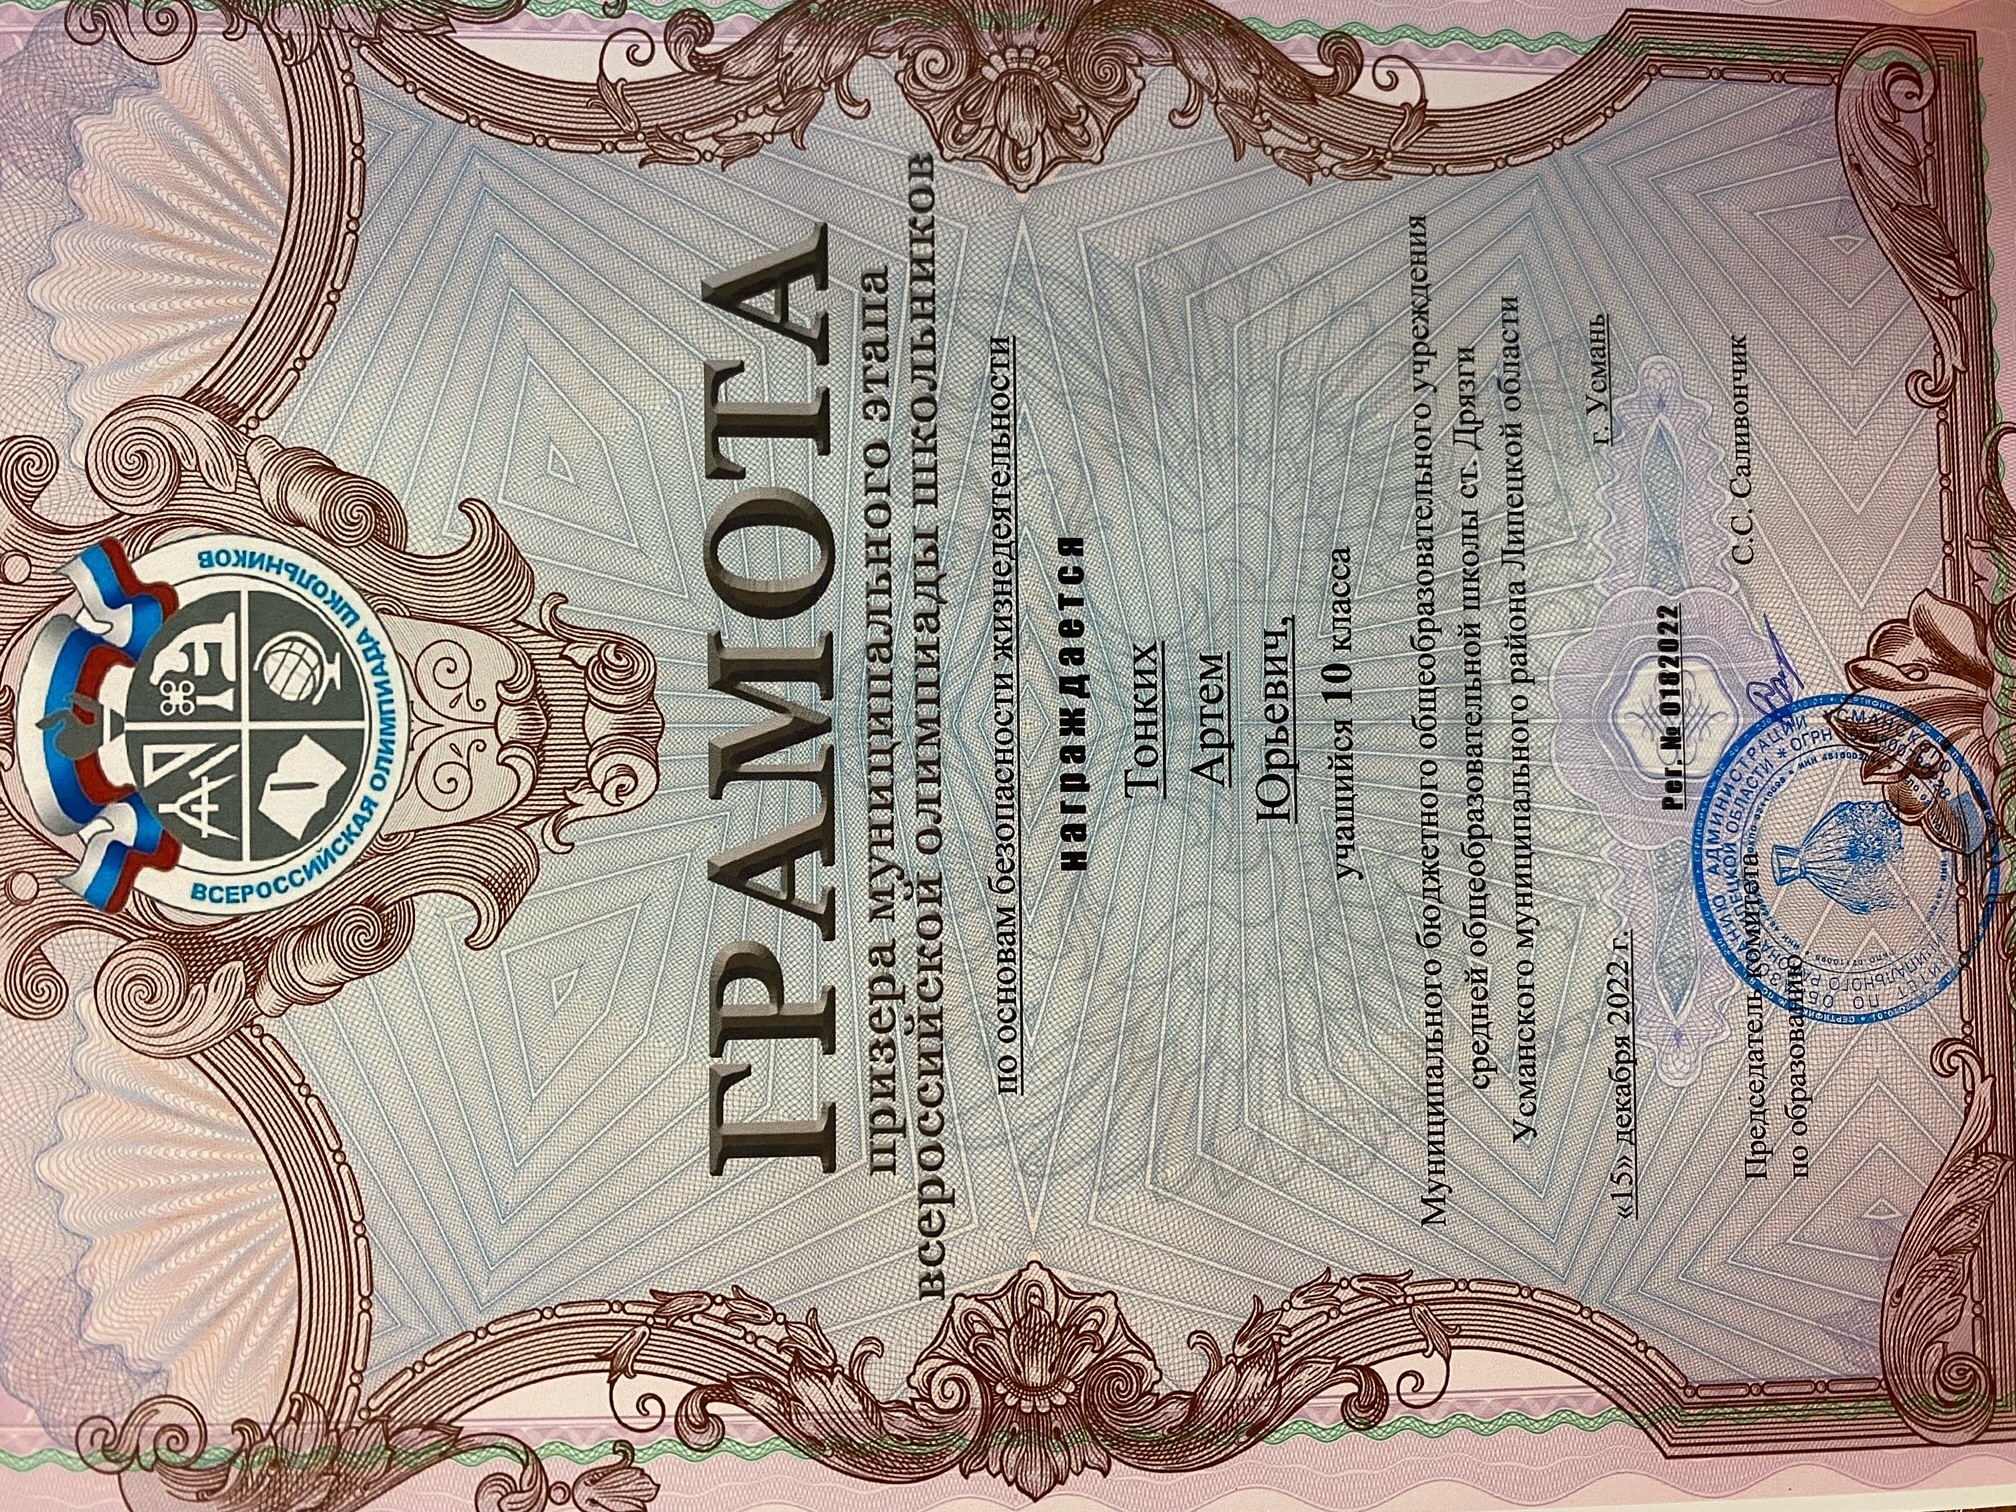 ВСЕРОССИЙСКАЯ ОЛИМПИАДА ШКОЛЬНИКОВ
ГРАМОТА
призера муниципального этапа
всероссийской олимпиады школьников
по основам безопасности жизнедеятельности
награждается
Тонких
Артем
Юрьевич,
учащийся 10 класса
Муниципального бюджетного общеобразовательного учреждения
средней общеобразовательной школы ст. Дрязги
Усманского муниципального района Липецкой области
«15» декабря 2022 г.
г. Усмань
Рег. № 0182022
Председатель комитета
по образованию
С.С. Саливончик